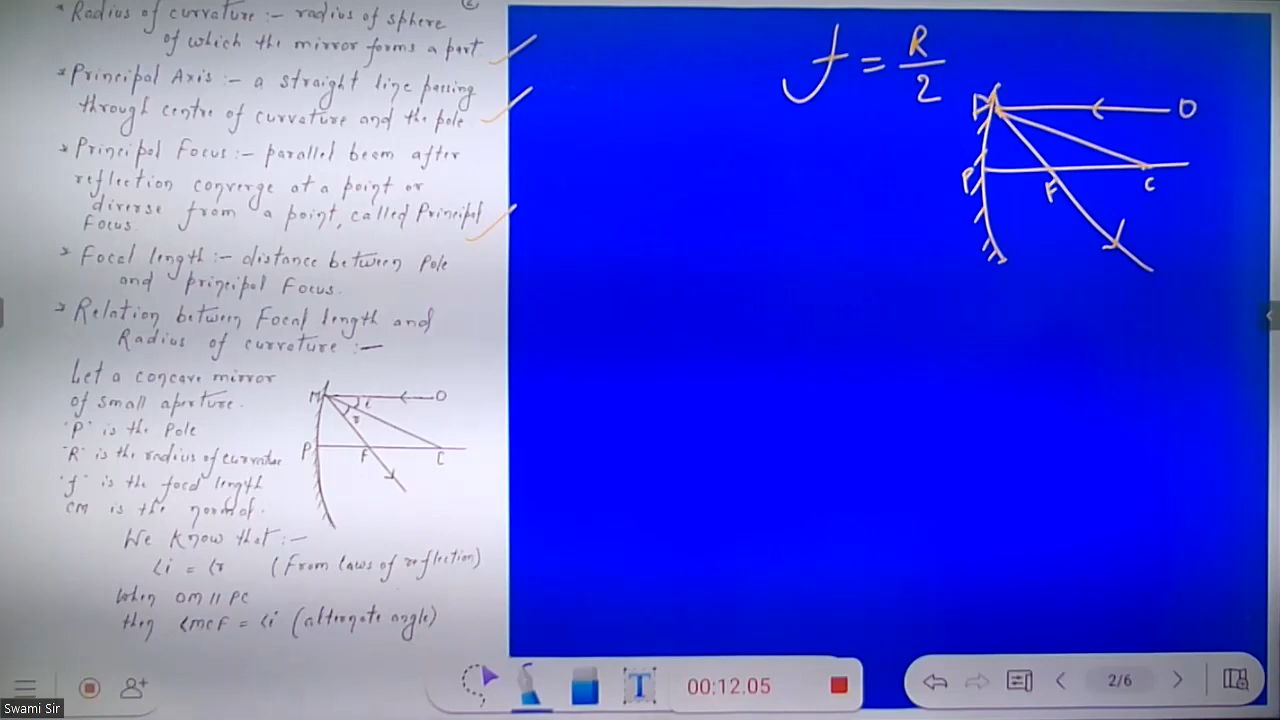 * Radius of curvature :- radius of sphere
of which the mirror forms a part
* Principal Axis :- a straight line passing
through centre of curvature and the pole
* Principal Focus :- parallel beam after
reflection converge at a point or
diverse from a point, called Principal
Focus.
* Focal length :- distance between Pole
and principal Focus.
* Relation between Focal length and
Radius of curvature :-
Let a concave mirror
of small aperture.
"P" is the Pole
"R" is the radius of curvature
"f" is the focal length
CM is the normal.
M i O
r
P F C
We know that :-
<i = <r (From laws of reflection)
when OM || PC
then <MCF = <i (alternate angle)
f = R/2
M O
P F C
T
00:12.05
2/6
Swami Sir